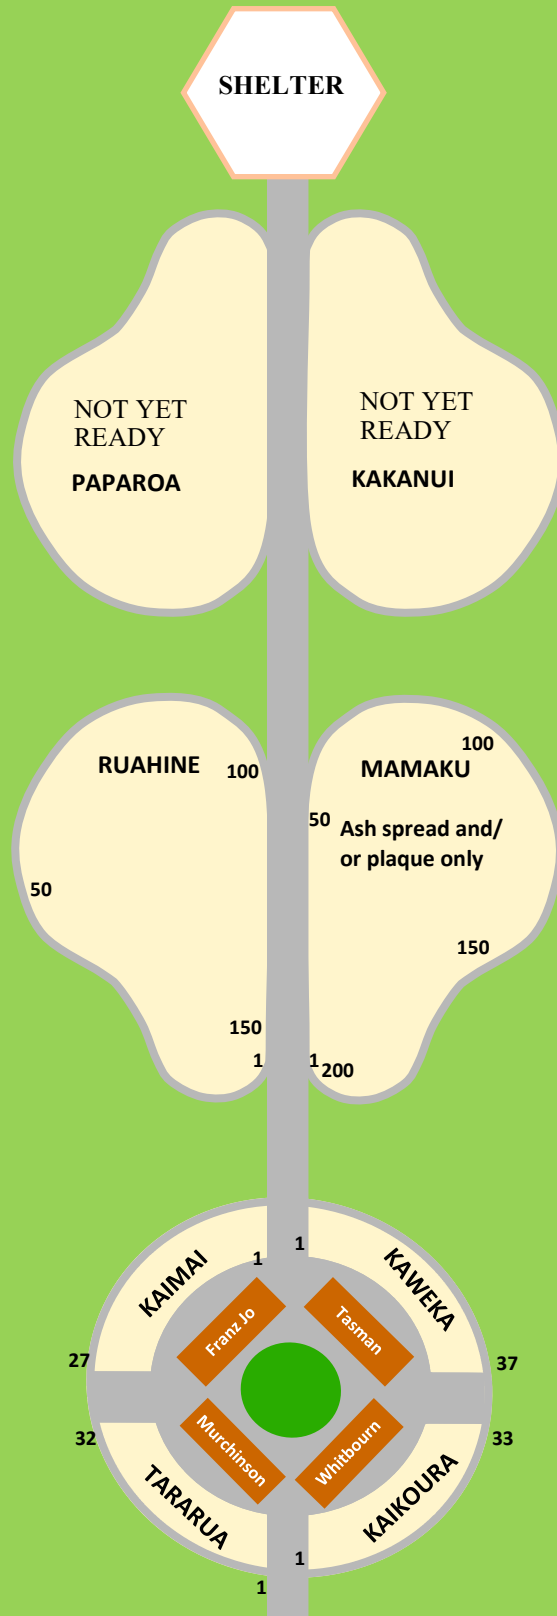 SHELTER
NOT YET
READY
PAPAROA
NOT YET
READY
KAKANUI
RUAHINE
100
50
150
1
100
MAMAKU
50
Ash spread and/
or plaque only
150
1
200
KAIMAI
1
27
1
KAWEKA
37
Franz Jo
Tasman
Murchinson
Whitbourn
32
TARARUA
1
33
KAIKOURA
1